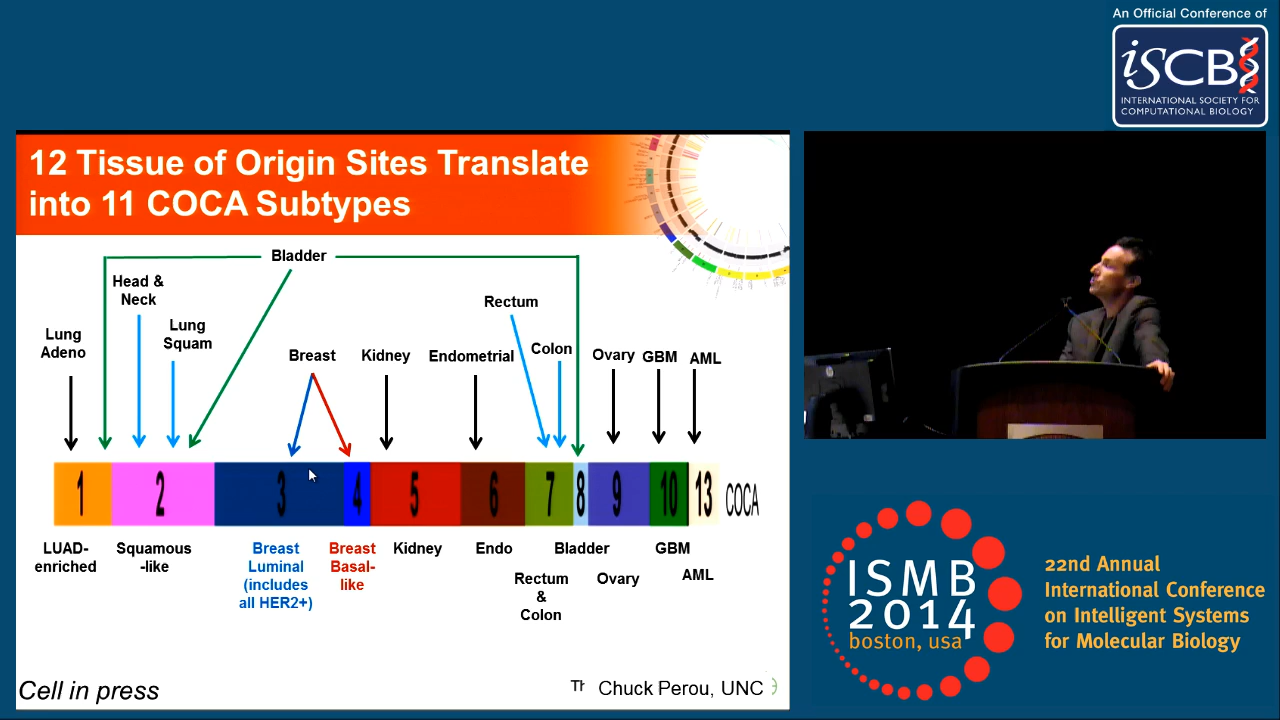 An Official Conference of
iSCB
INTERNATIONAL SOCIETY FOR
COMPUTATIONAL BIOLOGY
12 Tissue of Origin Sites Translate
into 11 COCA Subtypes
Bladder
Head &
Neck
Rectum
Lung
Adeno
Lung
Squam
Breast
Kidney
Endometrial
Colon
Ovary
GBM
AML
1
2
3
4
5
6
7
8
9
10
13
COCA
LUAD-
enriched
Squamous
-like
Breast
Luminal
(includes
all HER2+)
Breast
Basal-
like
Kidney
Endo
Rectum
&
Colon
Bladder
Ovary
GBM
AML
Cell in press
Chuck Perou, UNC
ISMB
2014
boston, usa
22nd Annual
International Conference
on Intelligent Systems
for Molecular Biology